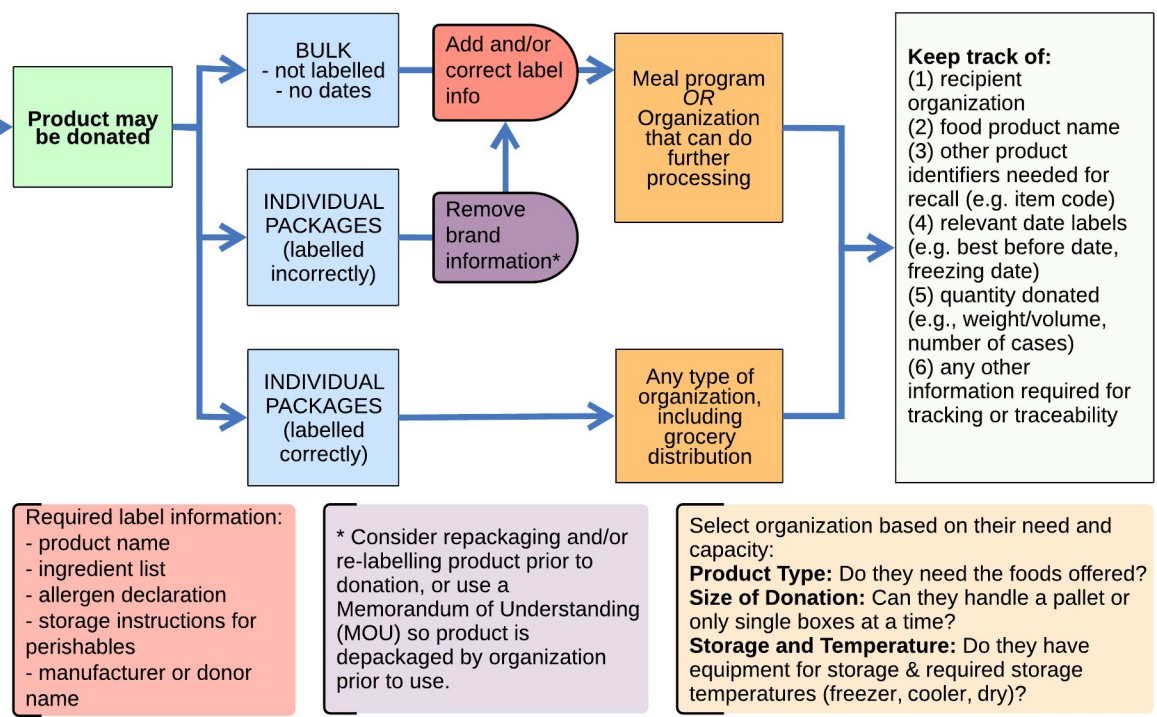 Product may
be donated
BULK
- not labelled
- no dates
Add and/or
correct label
info
INDIVIDUAL
PACKAGES
(labelled
incorrectly)
Remove
brand
information*
INDIVIDUAL
PACKAGES
(labelled
correctly)
Meal program
OR
Organization
that can do
further
processing
Any type of
organization,
including
grocery
distribution
Keep track of:
(1) recipient
organization
(2) food product name
(3) other product
identifiers needed for
recall (e.g. item code)
(4) relevant date labels
(e.g. best before date,
freezing date)
(5) quantity donated
(e.g., weight/volume,
number of cases)
(6) any other
information required for
tracking or traceability
Required label information:
- product name
- ingredient list
- allergen declaration
- storage instructions for
perishables
- manufacturer or donor
name
* Consider repackaging and/or
re-labelling product prior to
donation, or use a
Memorandum of Understanding
(MOU) so product is
depackaged by organization
prior to use.
Select organization based on their need and
capacity:
Product Type: Do they need the foods offered?
Size of Donation: Can they handle a pallet or
only single boxes at a time?
Storage and Temperature: Do they have
equipment for storage & required storage
temperatures (freezer, cooler, dry)?